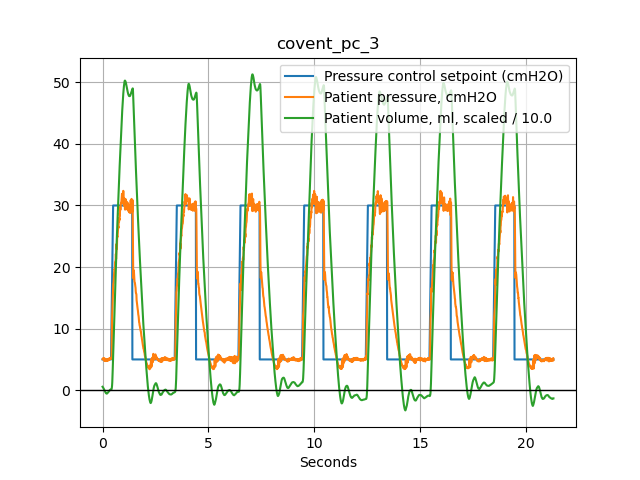 covent_pc_3
Pressure control setpoint (cmH2O)
Patient pressure, cmH2O
Patient volume, ml, scaled / 10.0
50
40
30
20
10
0
0 5 10 15 20
Seconds